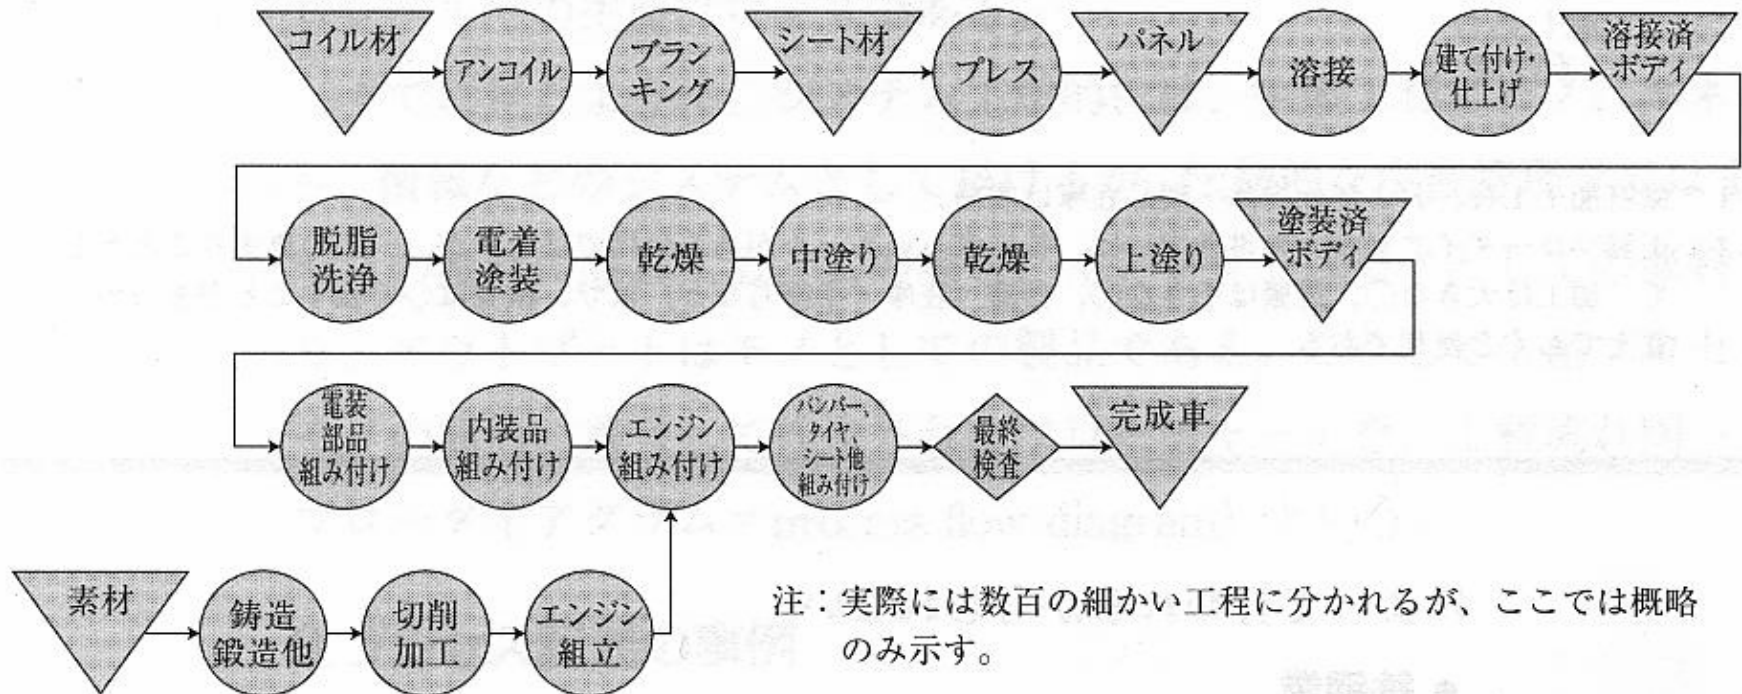 コイル材
アンコイル
ブラン
キング
シート材
プレス
パネル
溶接
建て付け・
仕上げ
溶接済
ボディ
脱脂
洗浄
電着
塗装
乾燥
中塗り
乾燥
上塗り
塗装済
ボディ
電装
部品
組み付け
内装品
組み付け
エンジン
組み付け
バンパー、
タイヤ、
シート他
組み付け
最終
検査
完成車
素材
鋳造
鍛造他
切削
加工
エンジン
組立
注：実際には数百の細かい工程に分かれるが、ここでは概略
のみ示す。